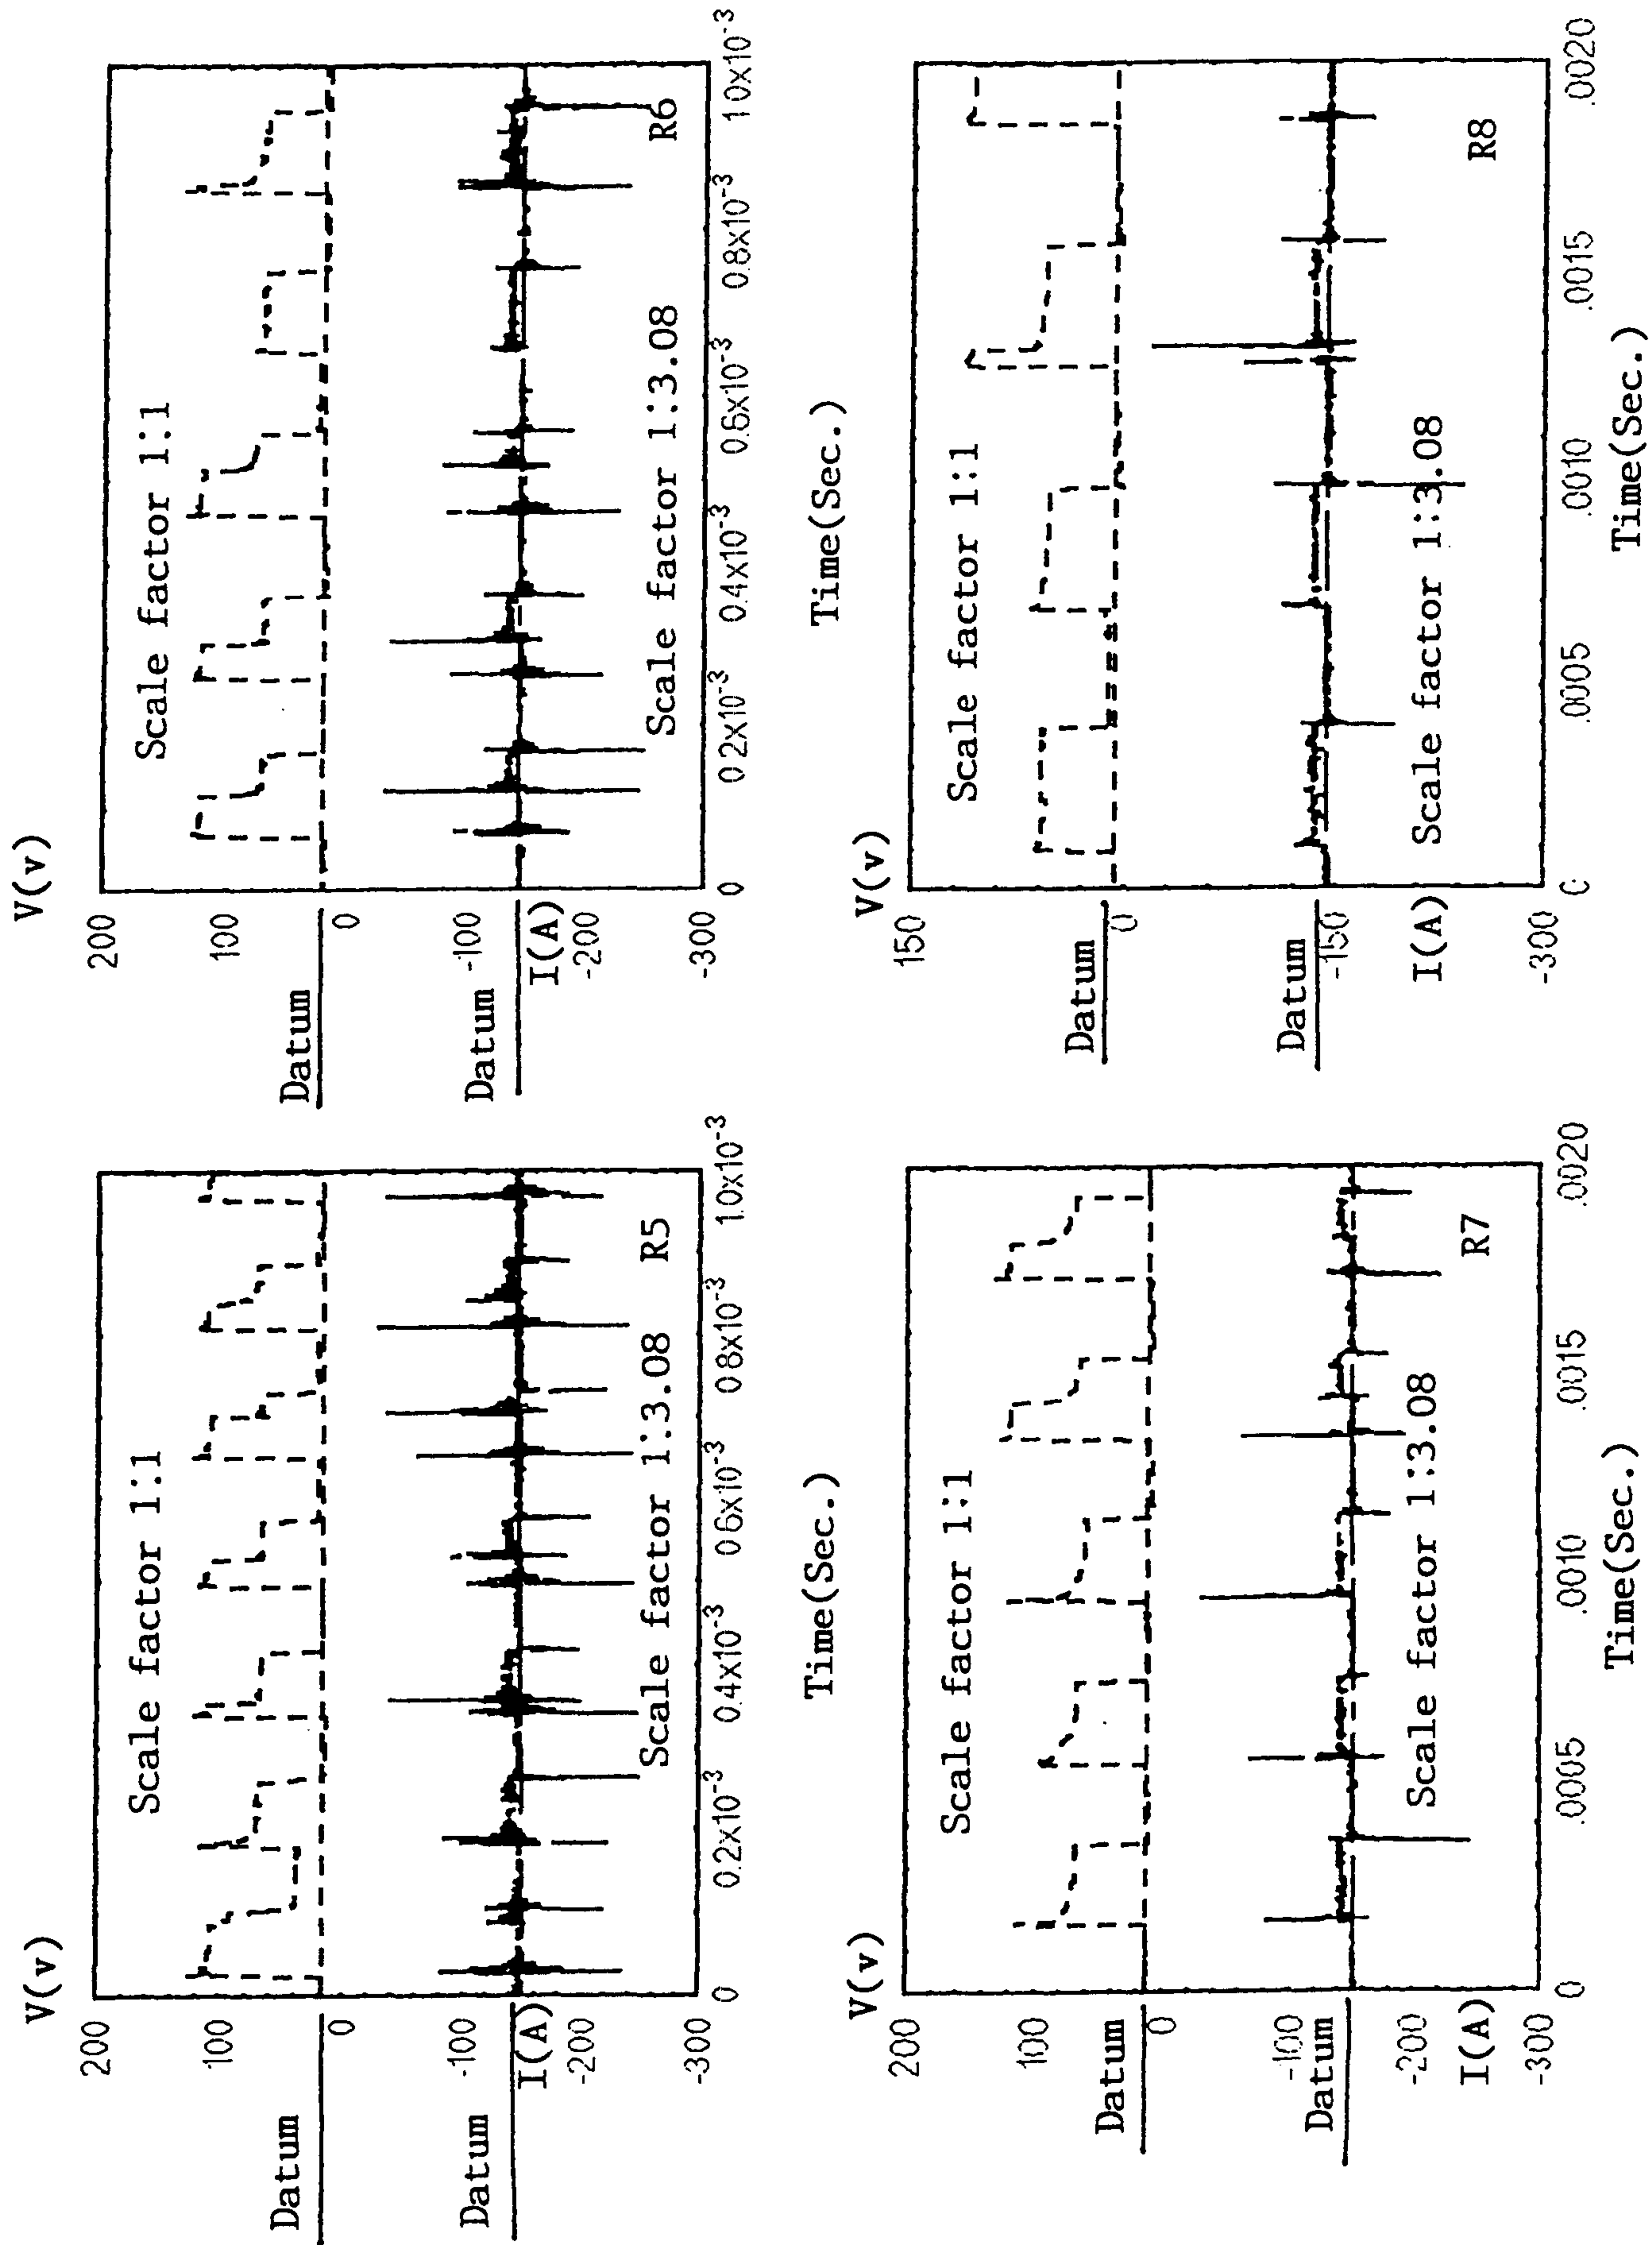 V(v)
200
Scale factor 1:1
100
Datum
0
-100
Datum
I(A)
-200
Scale factor 1:3.08
R5
-300
0
0.2x10-3
0.4x10-3
0.6x10-3
0.8x10-3
1.0x10-3
Time(Sec.)
V(v)
200
Scale factor 1:1
100
Datum
0
-100
Datum
I(A)
-200
Scale factor 1:3.08
R6
-300
0
0.2x10-3
0.4x10-3
0.6x10-3
0.8x10-3
1.0x10-3
Time(Sec.)
V(v)
200
Scale factor 1:1
100
Datum
0
-100
Datum
-200
Scale factor 1:3.08
R7
I(A)
-300
0
.0005
.0010
.0015
.0020
Time(Sec.)
V(v)
150
Scale factor 1:1
Datum
0
Datum
-150
Scale factor 1:3.08
R8
I(A)
-300
0
.0005
.0010
.0015
.0020
Time(Sec.)